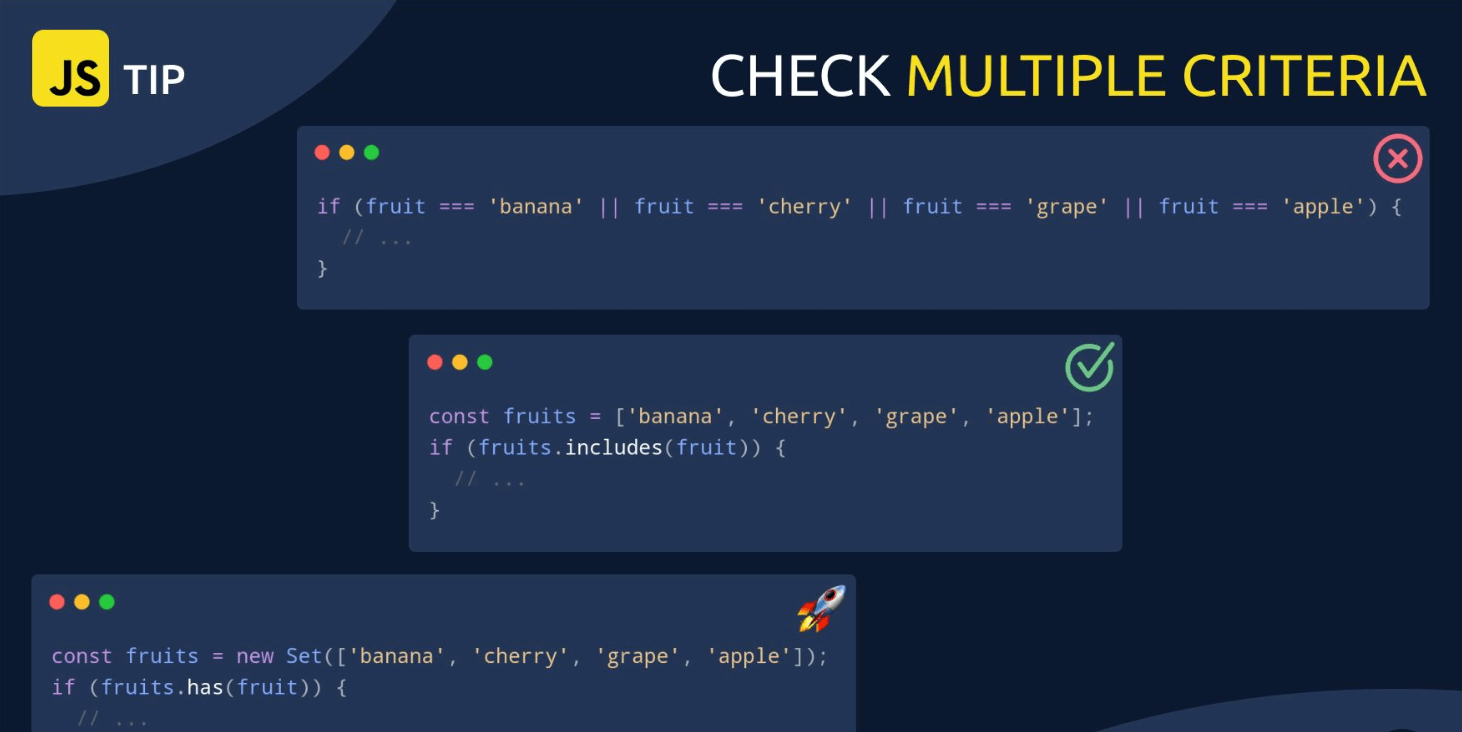 JS TIP
CHECK MULTIPLE CRITERIA
if (fruit === 'banana' || fruit === 'cherry' || fruit === 'grape' || fruit === 'apple') {
  // ...
}
const fruits = ['banana', 'cherry', 'grape', 'apple'];
if (fruits.includes(fruit)) {
  // ...
}
const fruits = new Set(['banana', 'cherry', 'grape', 'apple']);
if (fruits.has(fruit)) {
  // ...